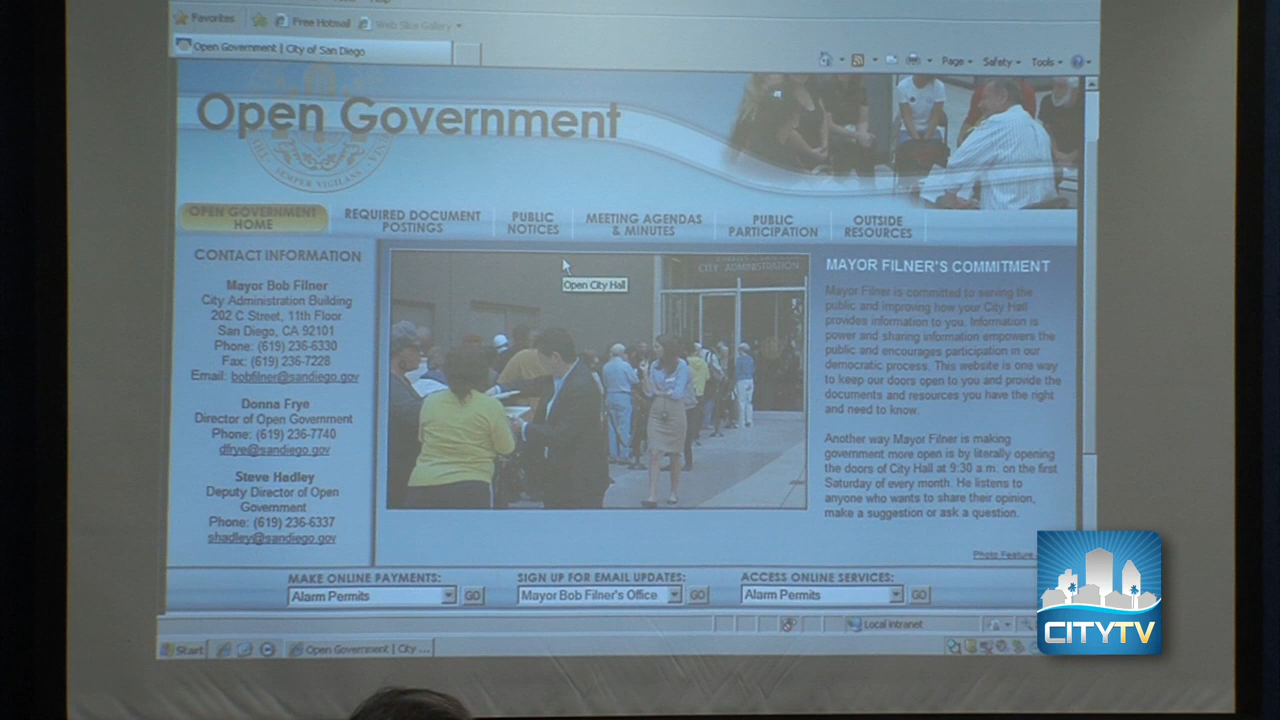 Favorites
Free Hotmail
Web Slice Gallery
Open Government | City of San Diego
Page
Safety
Tools
Open Government
SEMPER VIGILANS
OPEN GOVERNMENT
HOME
REQUIRED DOCUMENT
POSTINGS
PUBLIC
NOTICES
MEETING AGENDAS
& MINUTES
PUBLIC
PARTICIPATION
OUTSIDE
RESOURCES
CONTACT INFORMATION
Mayor Bob Filner
City Administration Building
202 C Street, 11th Floor
San Diego, CA 92101
Phone: (619) 236-6330
Fax: (619) 236-7228
Email: bobfilner@sandiego.gov
Donna Frye
Director of Open Government
Phone: (619) 236-7740
dfrye@sandiego.gov
Steve Hadley
Deputy Director of Open
Government
Phone: (619) 236-6337
shadley@sandiego.gov
CITY ADMINISTRATION
Open City Hall
MAYOR FILNER'S COMMITMENT
Mayor Filner is committed to serving the
public and improving how your City Hall
provides information to you. Information is
power and sharing information empowers the
public and encourages participation in our
democratic process. This website is one way
to keep our doors open to you and provide the
documents and resources you have the right
and need to know.
Another way Mayor Filner is making
government more open is by literally opening
the doors of City Hall at 9:30 a.m. on the first
Saturday of every month. He listens to
anyone who wants to share their opinion,
make a suggestion or ask a question.
Photo Feature
MAKE ONLINE PAYMENTS:
Alarm Permits
GO
SIGN UP FOR EMAIL UPDATES:
Mayor Bob Filner's Office
GO
ACCESS ONLINE SERVICES:
Alarm Permits
GO
Local intranet
Start
Open Government | City ...
CITYTV